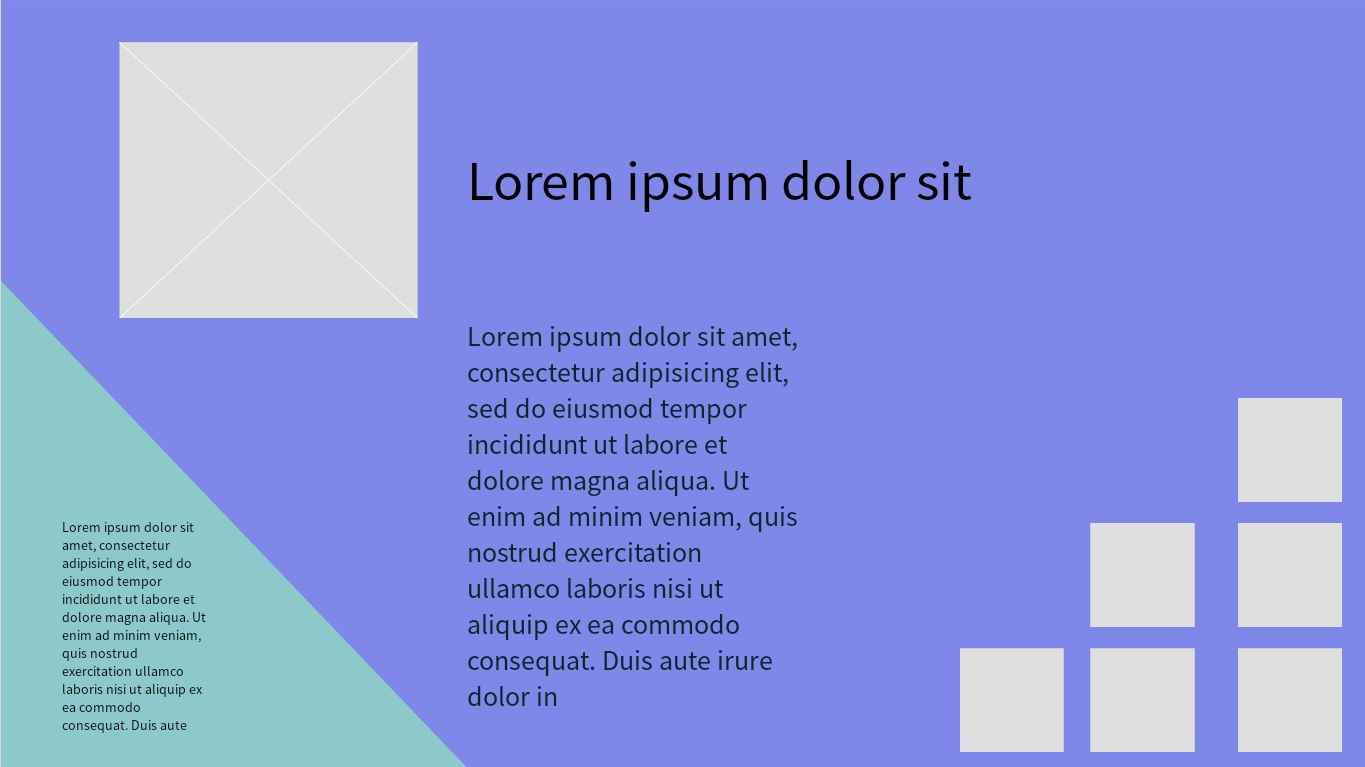 Lorem ipsum dolor sit
Lorem ipsum dolor sit amet,
consectetur adipisicing elit,
sed do eiusmod tempor
incididunt ut labore et
dolore magna aliqua. Ut
enim ad minim veniam, quis
nostrud exercitation
ullamco laboris nisi ut
aliquip ex ea commodo
consequat. Duis aute irure
dolor in
Lorem ipsum dolor sit
amet, consectetur
adipisicing elit, sed do
eiusmod tempor
incididunt ut labore et
dolore magna aliqua. Ut
enim ad minim veniam,
quis nostrud
exercitation ullamco
laboris nisi ut aliquip ex
ea commodo
consequat. Duis aute